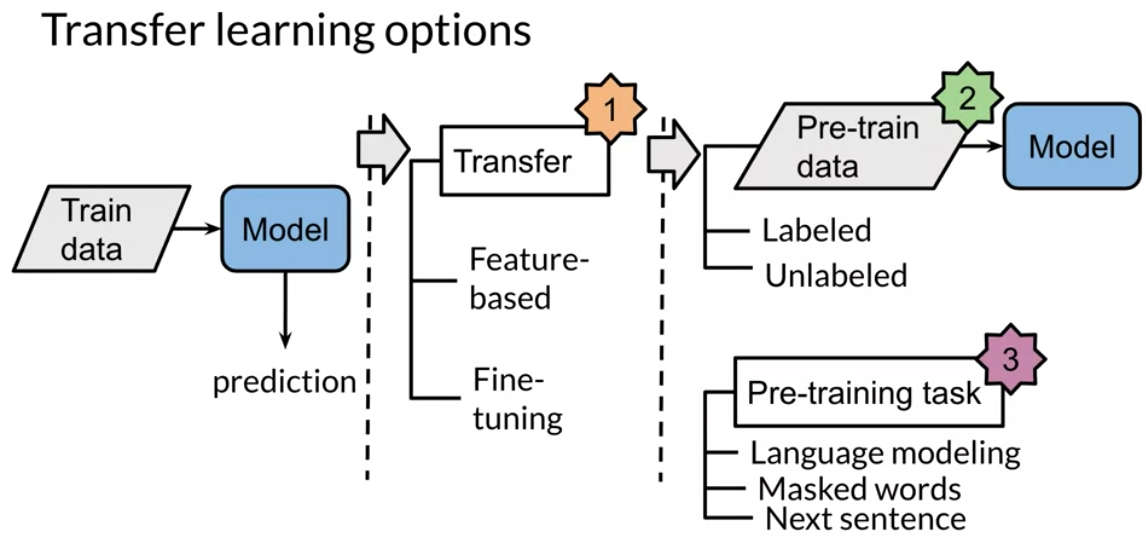 Transfer learning options
Train
data
Model
prediction
1
Transfer
Feature-
based
Fine-
tuning
2
Pre-train
data
Model
Labeled
Unlabeled
3
Pre-training task
Language modeling
Masked words
Next sentence